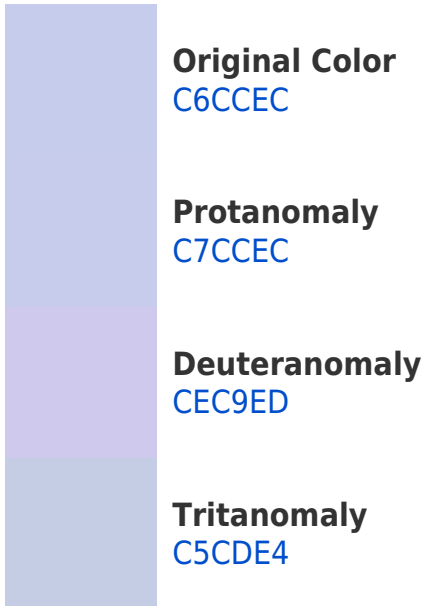 Original Color
C6CCEC
Protanomaly
C7CCEC
Deuteranomaly
CEC9ED
Tritanomaly
C5CDE4